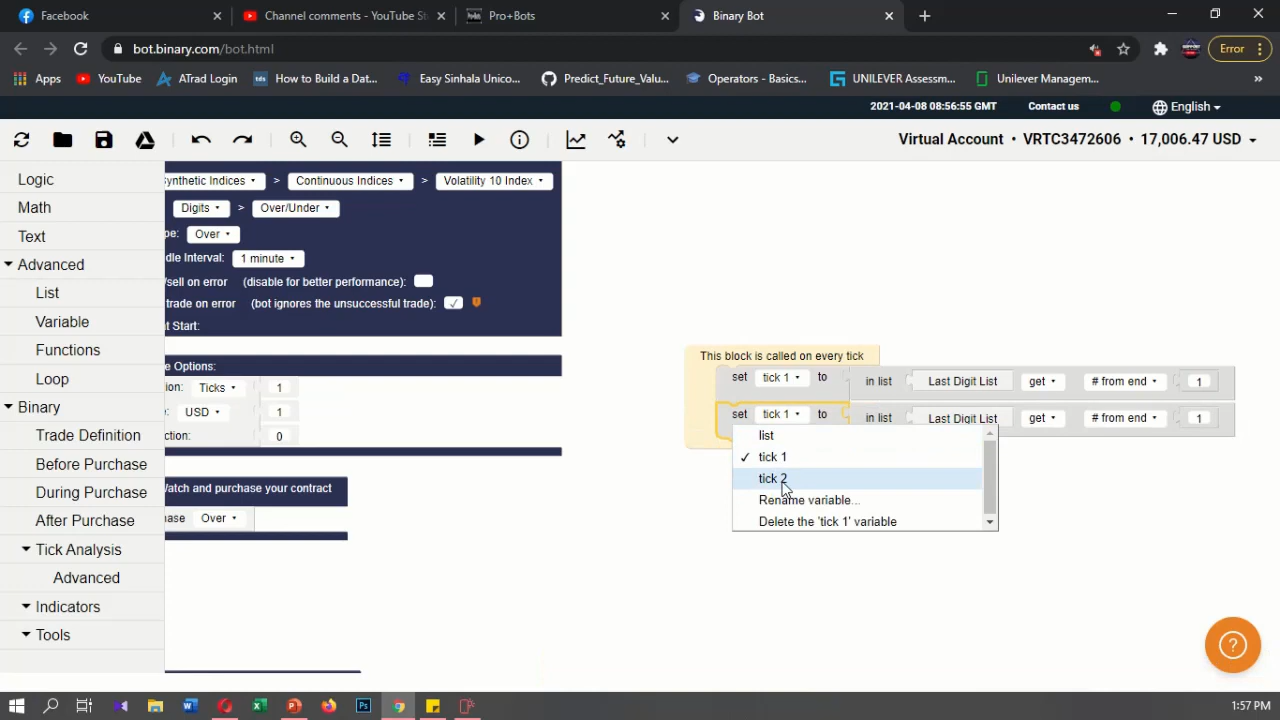 Facebook
Channel comments - YouTube St
Pro+Bots
Binary Bot
bot.binary.com/bot.html
Error
Apps
YouTube
ATrad Login
How to Build a Dat...
Easy Sinhala Unico...
Predict_Future_Valu...
Operators - Basics...
UNILEVER Assessm...
Unilever Managem...
2021-04-08 08:56:55 GMT
Contact us
English
Virtual Account • VRTC3472606 • 17,006.47 USD
Logic
Math
Text
Advanced
List
Variable
Functions
Loop
Binary
Trade Definition
Before Purchase
During Purchase
After Purchase
Tick Analysis
Advanced
Indicators
Tools
ynthetic Indices > Continuous Indices > Volatility 10 Index
Digits > Over/Under
pe: Over
dle Interval: 1 minute
/sell on error (disable for better performance):
trade on error (bot ignores the unsuccessful trade): ✓
t Start:
e Options:
ion: Ticks 1
e: USD 1
ction: 0
Watch and purchase your contract
ase Over
This block is called on every tick
set tick 1 to in list Last Digit List get # from end 1
set tick 1 to in list Last Digit List get # from end 1
list
✓ tick 1
tick 2
Rename variable...
Delete the 'tick 1' variable
1:57 PM